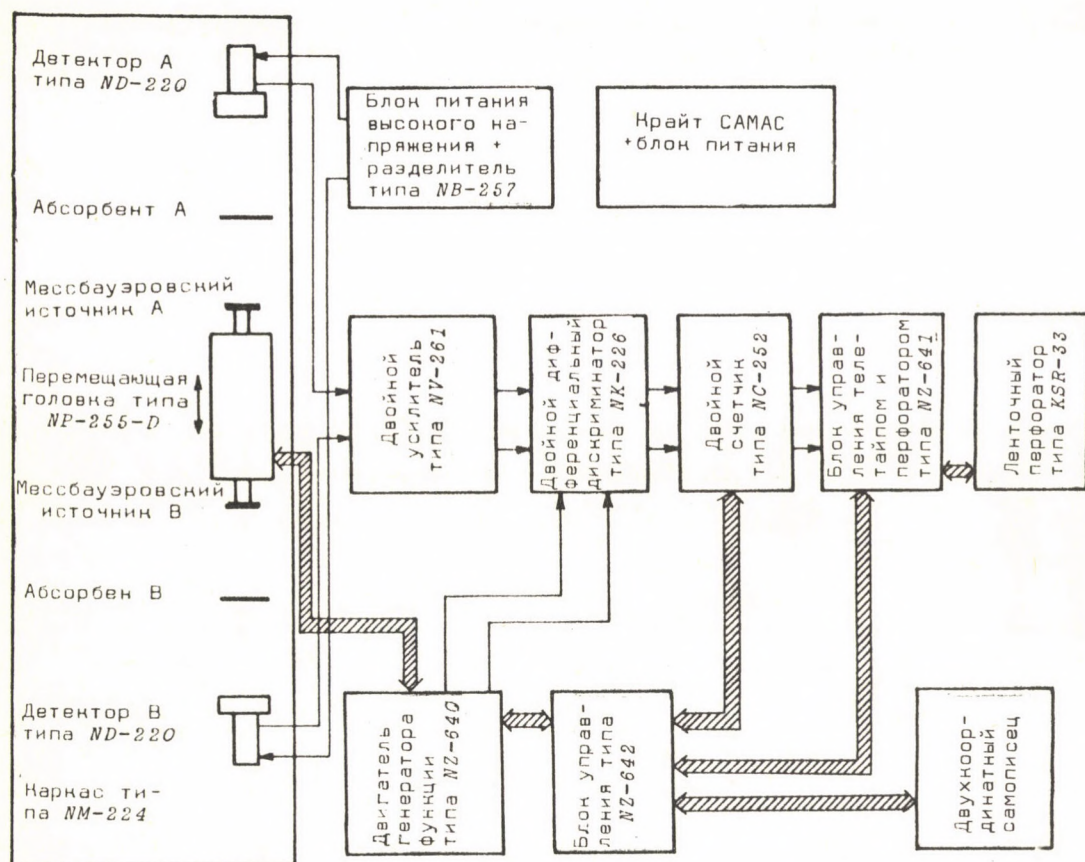 Детектор А
типа ND-220
Абсорбент А
Мессбауэровский
источник А
Перемещающая
головка типа
NP-255-D
Мессбауэровский
источник В
Абсорбен В
Детектор В
типа ND-220
Каркас ти-
па NM-224
Блок питания
высокого на-
пряжения +
разделитель
типа NB-257
Крайт САМАС
+блок питания
Двойной
усилитель
типа NV-261
Двойной диф-
ференциальный
дискриминатор
типа NK-226
Двойной
счетчик
типа NC-252
Блок управ-
ления теле-
тайпом и
перфоратором
типа NZ-641
Ленточный
перфоратор
типа KSR-33
Двигатель
генератора
функции
типа NZ-640
Блок управ-
ления типа
NZ-642
Двухкоор-
динатный
самописец